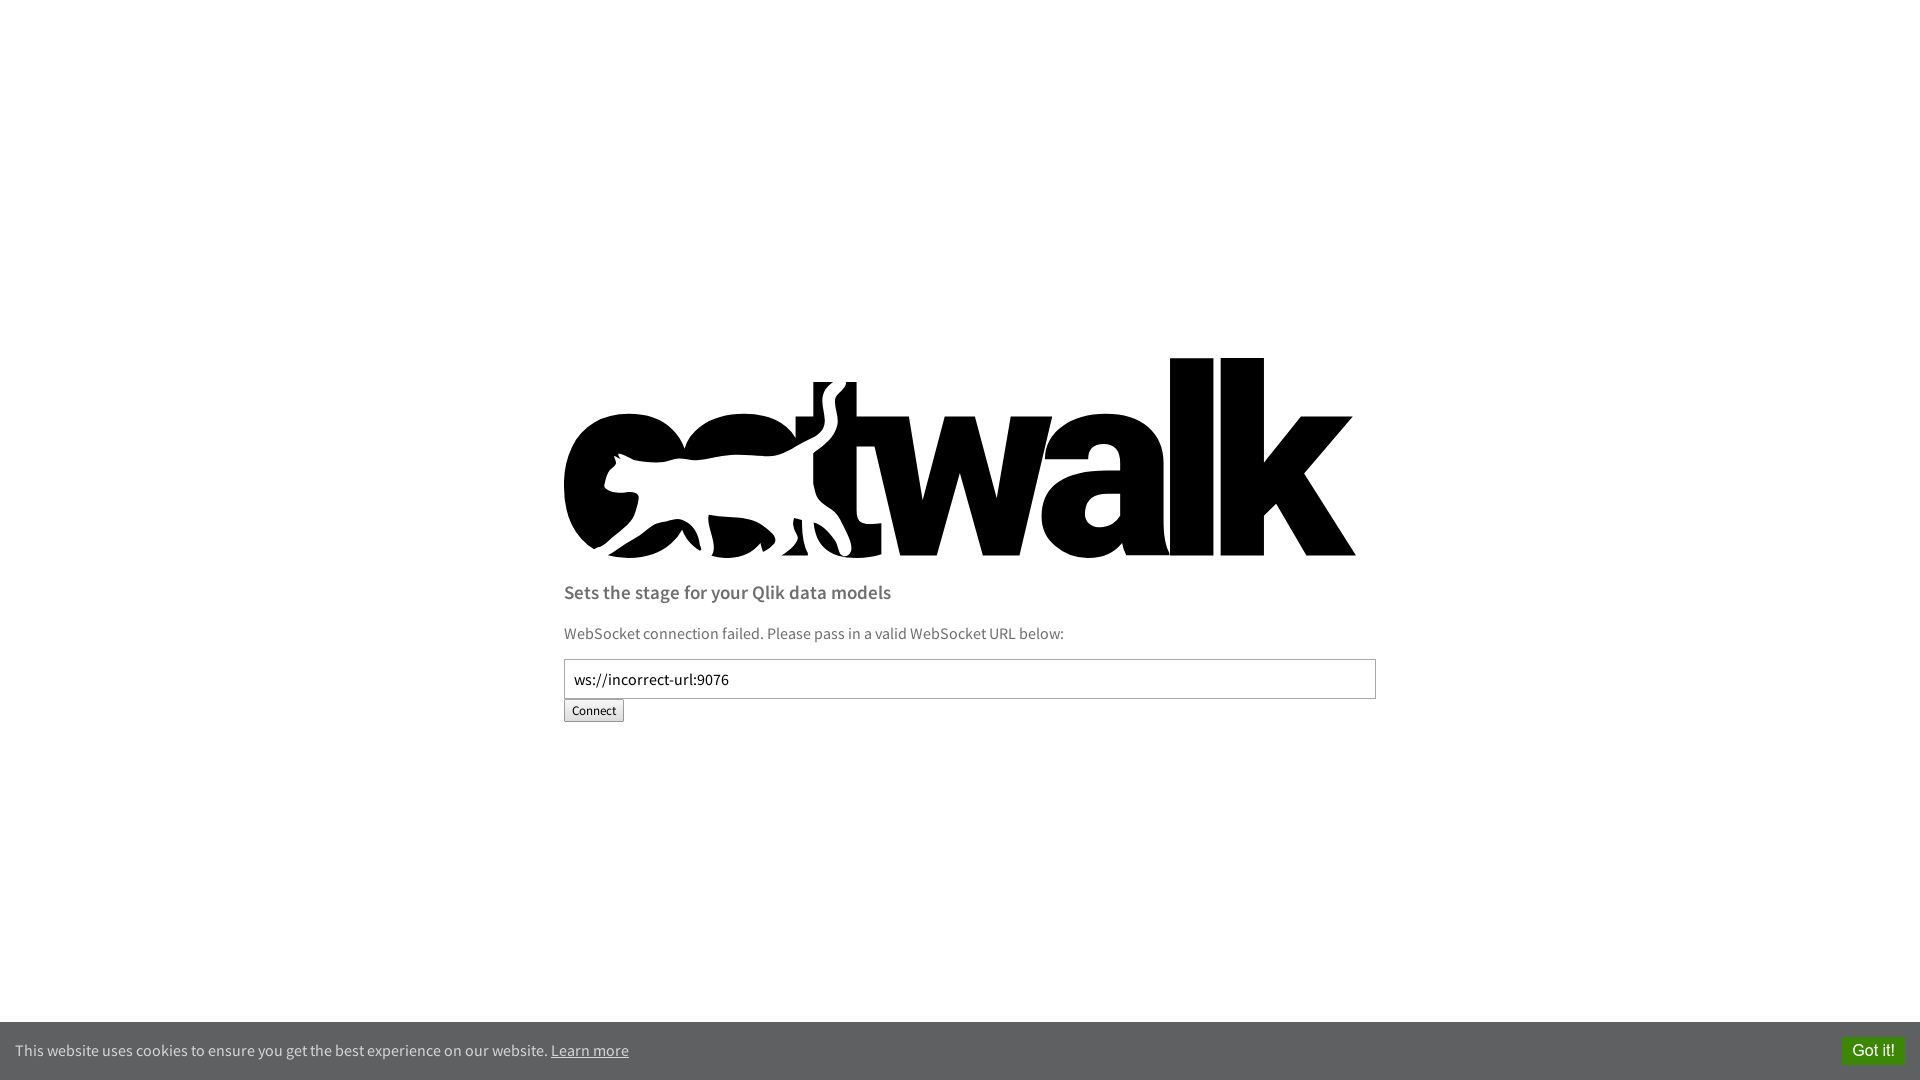 catwalk
Sets the stage for your Qlik data models
WebSocket connection failed. Please pass in a valid WebSocket URL below:
ws://incorrect-url:9076
Connect
This website uses cookies to ensure you get the best experience on our website. Learn more
Got it!